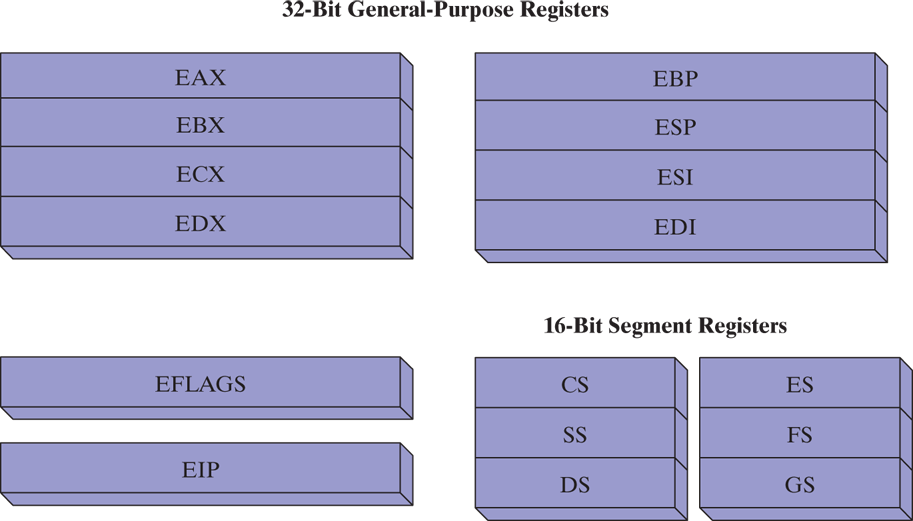 32-Bit General-Purpose Registers
EAX
EBX
ECX
EDX
EBP
ESP
ESI
EDI
EFLAGS
EIP
16-Bit Segment Registers
CS
SS
DS
ES
FS
GS